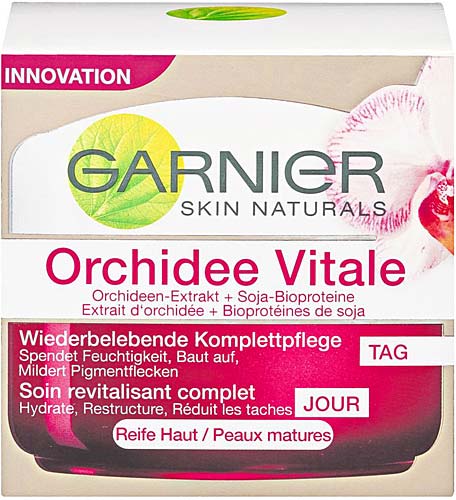 INNOVATION
GARNIER
SKIN NATURALS
Orchidee Vitale
Orchideen-Extrakt + Soja-Bioproteine
Extrait d'orchidée + Bioprotéines de soja
Wiederbelebende Komplettpflege
Spendet Feuchtigkeit, Baut auf,
Mildert Pigmentflecken
TAG
Soin revitalisant complet
Hydrate, Restructure, Réduit les taches
JOUR
Reife Haut / Peaux matures